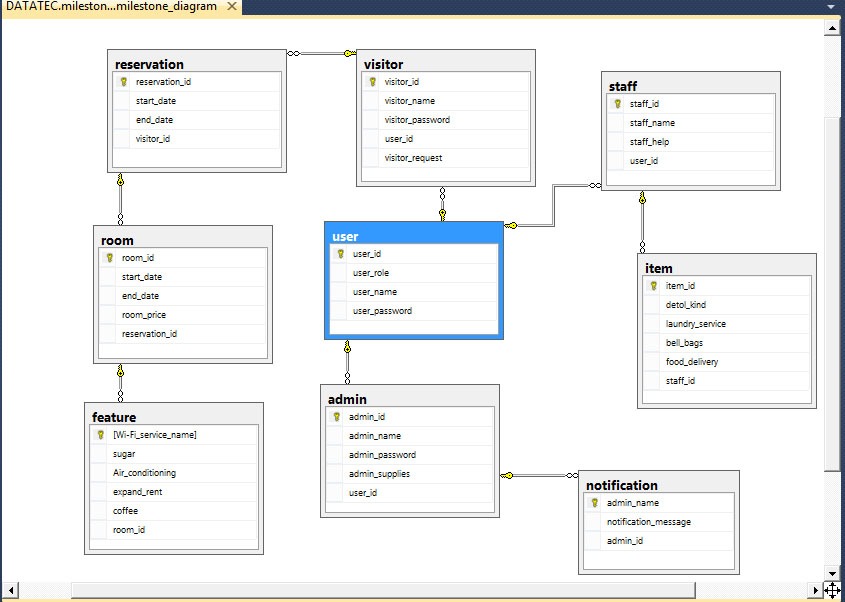 DATATEC.mileston...milestone_diagram
reservation
reservation_id
start_date
end_date
visitor_id
visitor
visitor_id
visitor_name
visitor_password
user_id
visitor_request
staff
staff_id
staff_name
staff_help
user_id
room
room_id
start_date
end_date
room_price
reservation_id
user
user_id
user_role
user_name
user_password
item
item_id
detol_kind
laundry_service
bell_bags
food_delivery
staff_id
feature
[Wi-Fi_service_name]
sugar
Air_conditioning
expand_rent
coffee
room_id
admin
admin_id
admin_name
admin_password
admin_supplies
user_id
notification
admin_name
notification_message
admin_id